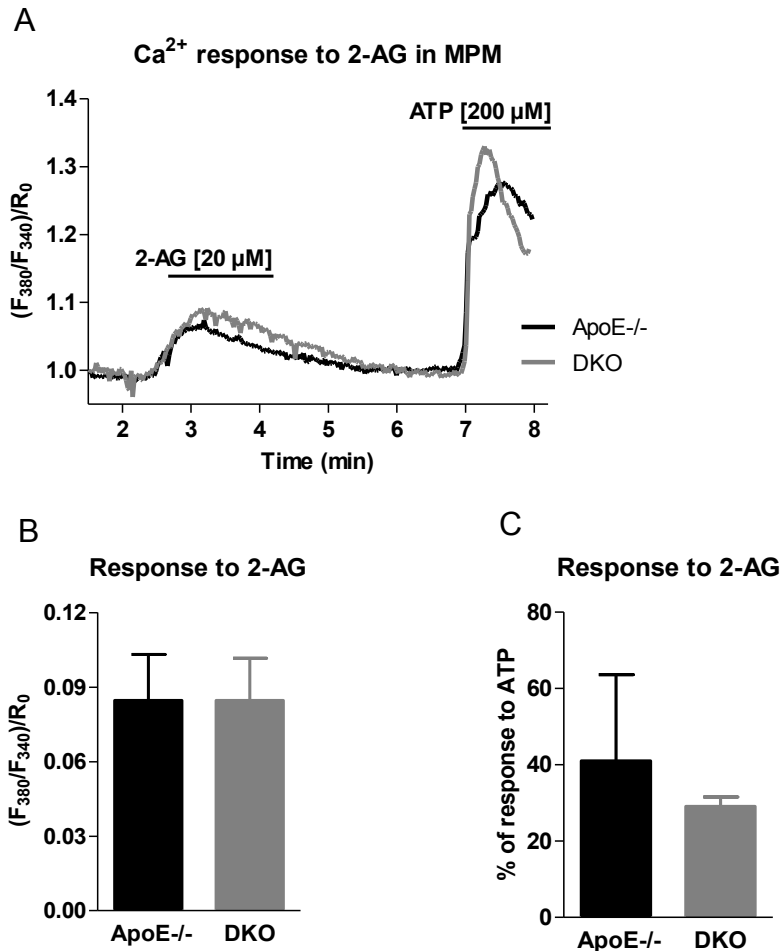 A
Ca²⁺ response to 2-AG in MPM
(F₃₈₀/F₃₄₀)/R₀
1.4
1.3
1.2
1.1
1.0
2-AG [20 µM]
ATP [200 µM]
ApoE-/-
DKO
2 3 4 5 6 7 8
Time (min)
B
Response to 2-AG
(F₃₈₀/F₃₄₀)/R₀
0.12
0.09
0.06
0.03
0.00
ApoE-/- DKO
C
Response to 2-AG
% of response to ATP
80
60
40
20
0
ApoE-/- DKO